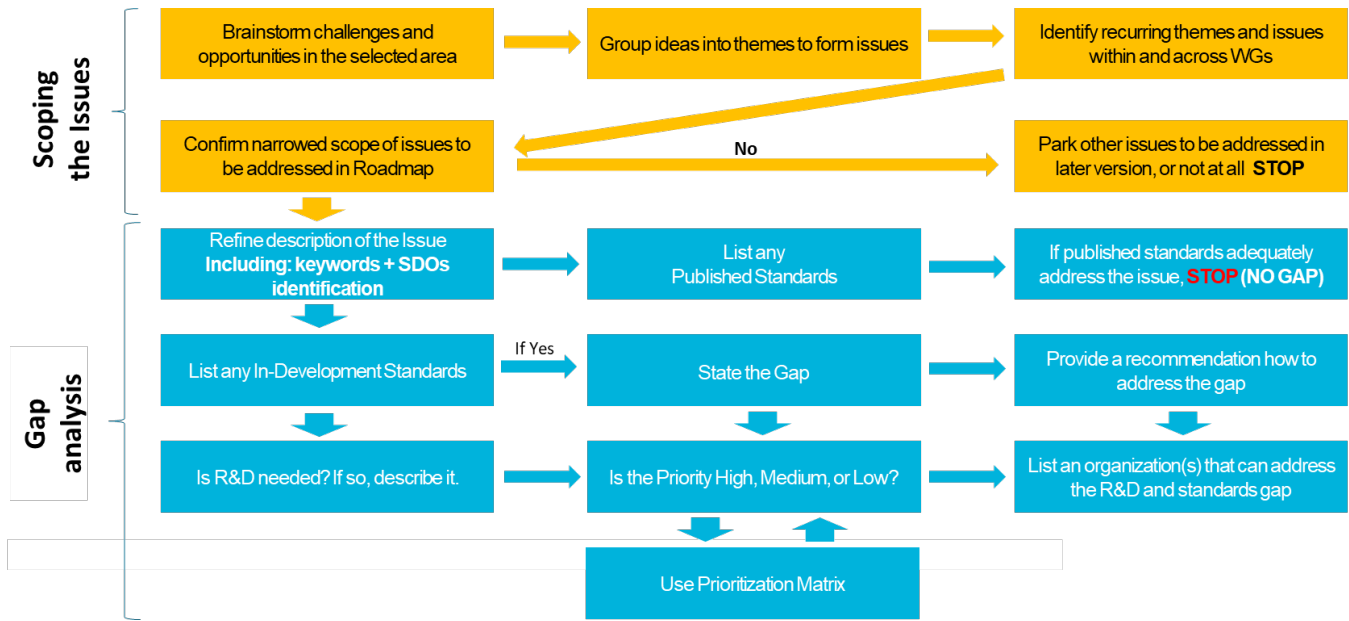 Scoping
the Issues
Brainstorm challenges and
opportunities in the selected area
Group ideas into themes to form issues
Identify recurring themes and issues
within and across WGs
Confirm narrowed scope of issues to
be addressed in Roadmap
No
Park other issues to be addressed in
later version, or not at all STOP
Gap
analysis
Refine description of the Issue
Including: keywords + SDOs
identification
List any
Published Standards
If published standards adequately
address the issue, STOP (NO GAP)
List any In-Development Standards
If Yes
State the Gap
Provide a recommendation how to
address the gap
Is R&D needed? If so, describe it.
Is the Priority High, Medium, or Low?
List an organization(s) that can address
the R&D and standards gap
Use Prioritization Matrix